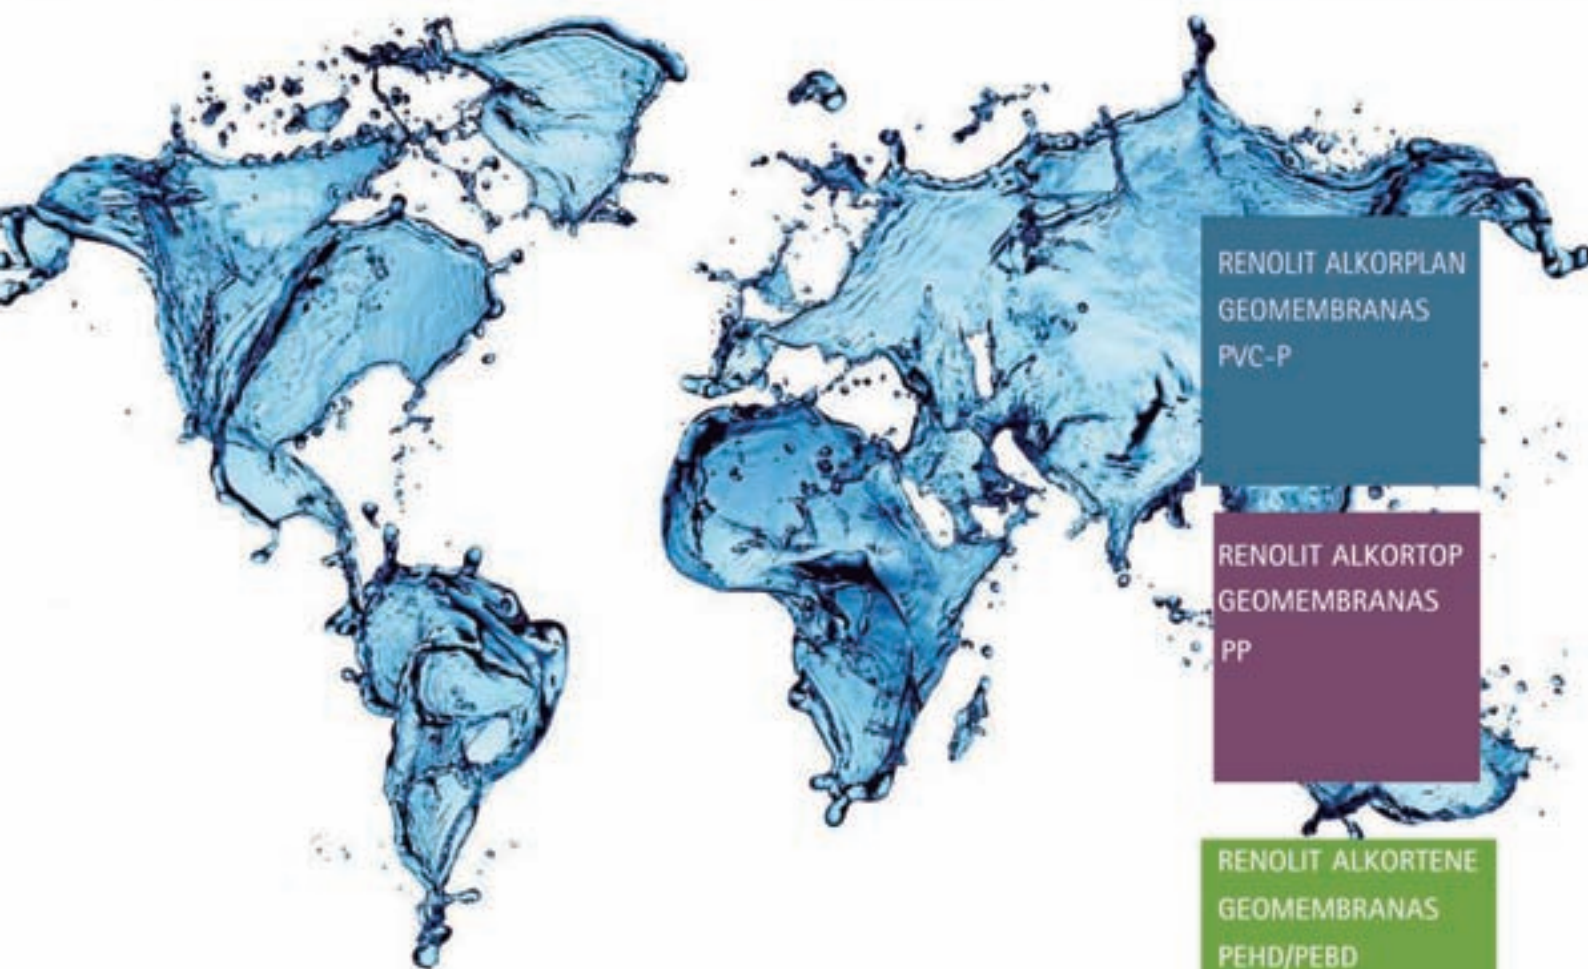 RENOLIT ALKORPLAN
GEOMEMBRANAS
PVC-P
RENOLIT ALKORTOP
GEOMEMBRANAS
PP
RENOLIT ALKORTENE
GEOMEMBRANAS
PEHD/PEBD